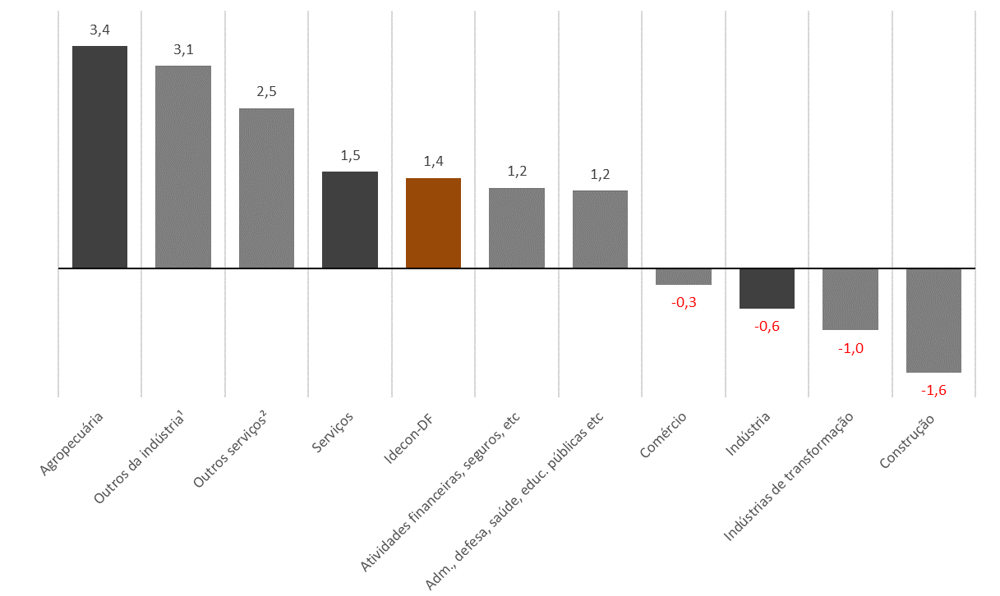 3,4
3,1
2,5
1,5
1,4
1,2
1,2
-0,3
-0,6
-1,0
-1,6
Agropecuária
Outros da indústria¹
Outros serviços²
Serviços
Idecon-DF
Atividades financeiras, seguros, etc
Adm., defesa, saúde, educ. públicas etc
Comércio
Indústria
Indústrias de transformação
Construção